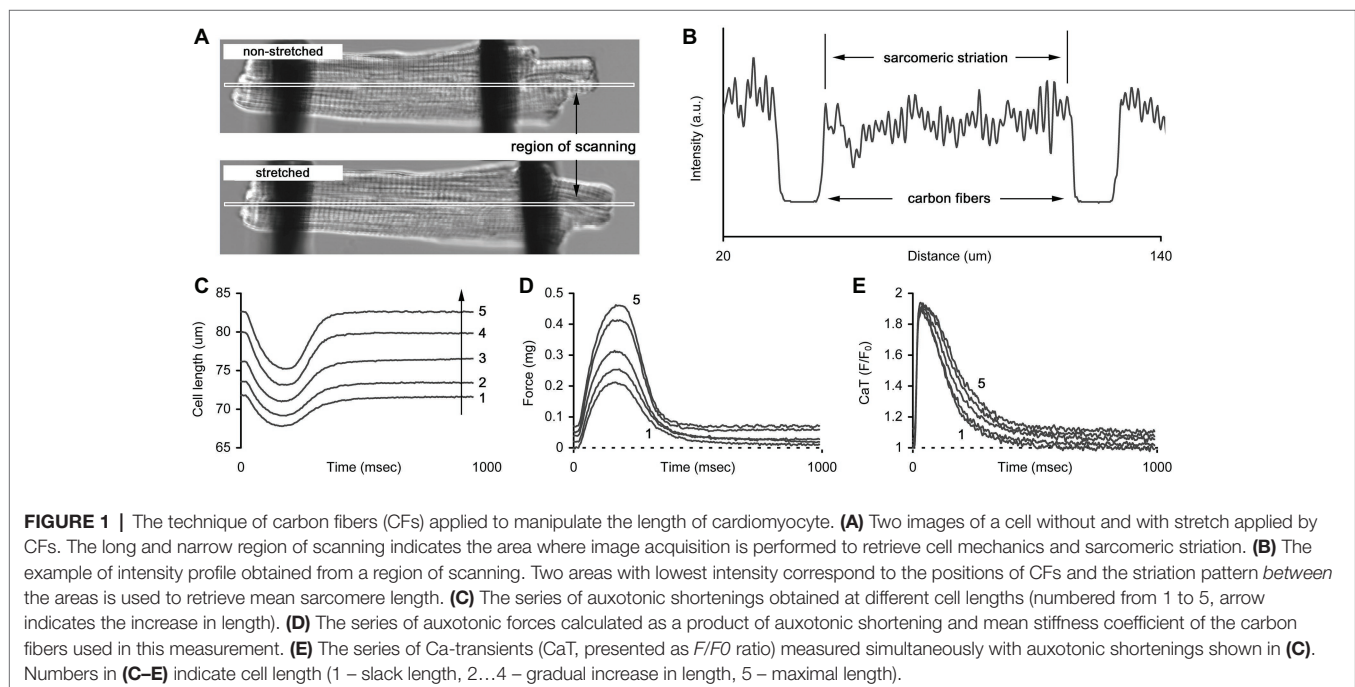 A
non-stretched
region of scanning
stretched
B
Intensity (a.u.)
sarcomeric striation
carbon fibers
20
Distance (um)
140
C
Cell length (um)
85
80
75
70
65
5
4
3
2
1
0
Time (msec)
1000
D
Force (mg)
0.5
0.4
0.3
0.2
0.1
0
5
1
0
Time (msec)
1000
E
CaT (F/F₀)
2
1.8
1.6
1.4
1.2
1
5
1
0
Time (msec)
1000
FIGURE 1 | The technique of carbon fibers (CFs) applied to manipulate the length of cardiomyocyte. (A) Two images of a cell without and with stretch applied by
CFs. The long and narrow region of scanning indicates the area where image acquisition is performed to retrieve cell mechanics and sarcomeric striation. (B) The
example of intensity profile obtained from a region of scanning. Two areas with lowest intensity correspond to the positions of CFs and the striation pattern between
the areas is used to retrieve mean sarcomere length. (C) The series of auxotonic shortenings obtained at different cell lengths (numbered from 1 to 5, arrow
indicates the increase in length). (D) The series of auxotonic forces calculated as a product of auxotonic shortening and mean stiffness coefficient of the carbon
fibers used in this measurement. (E) The series of Ca-transients (CaT, presented as F/F0 ratio) measured simultaneously with auxotonic shortenings shown in (C).
Numbers in (C–E) indicate cell length (1 – slack length, 2…4 – gradual increase in length, 5 – maximal length).